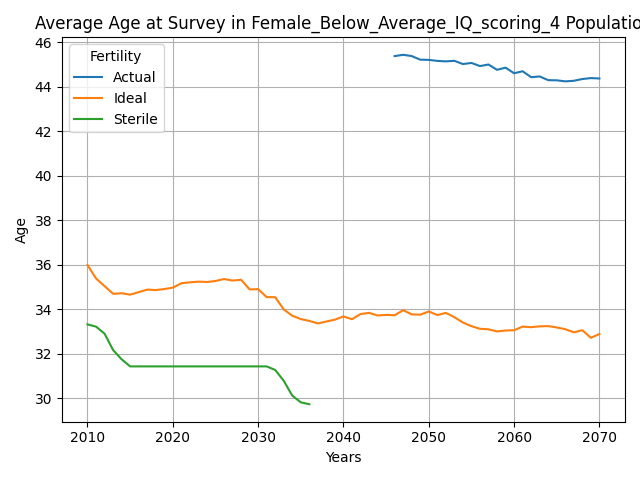 Average Age at Survey in Female_Below_Average_IQ_scoring_4 Populatio
Fertility
Actual
Ideal
Sterile
46
44
42
40
38
36
34
32
30
Age
2010 2020 2030 2040 2050 2060 2070
Years